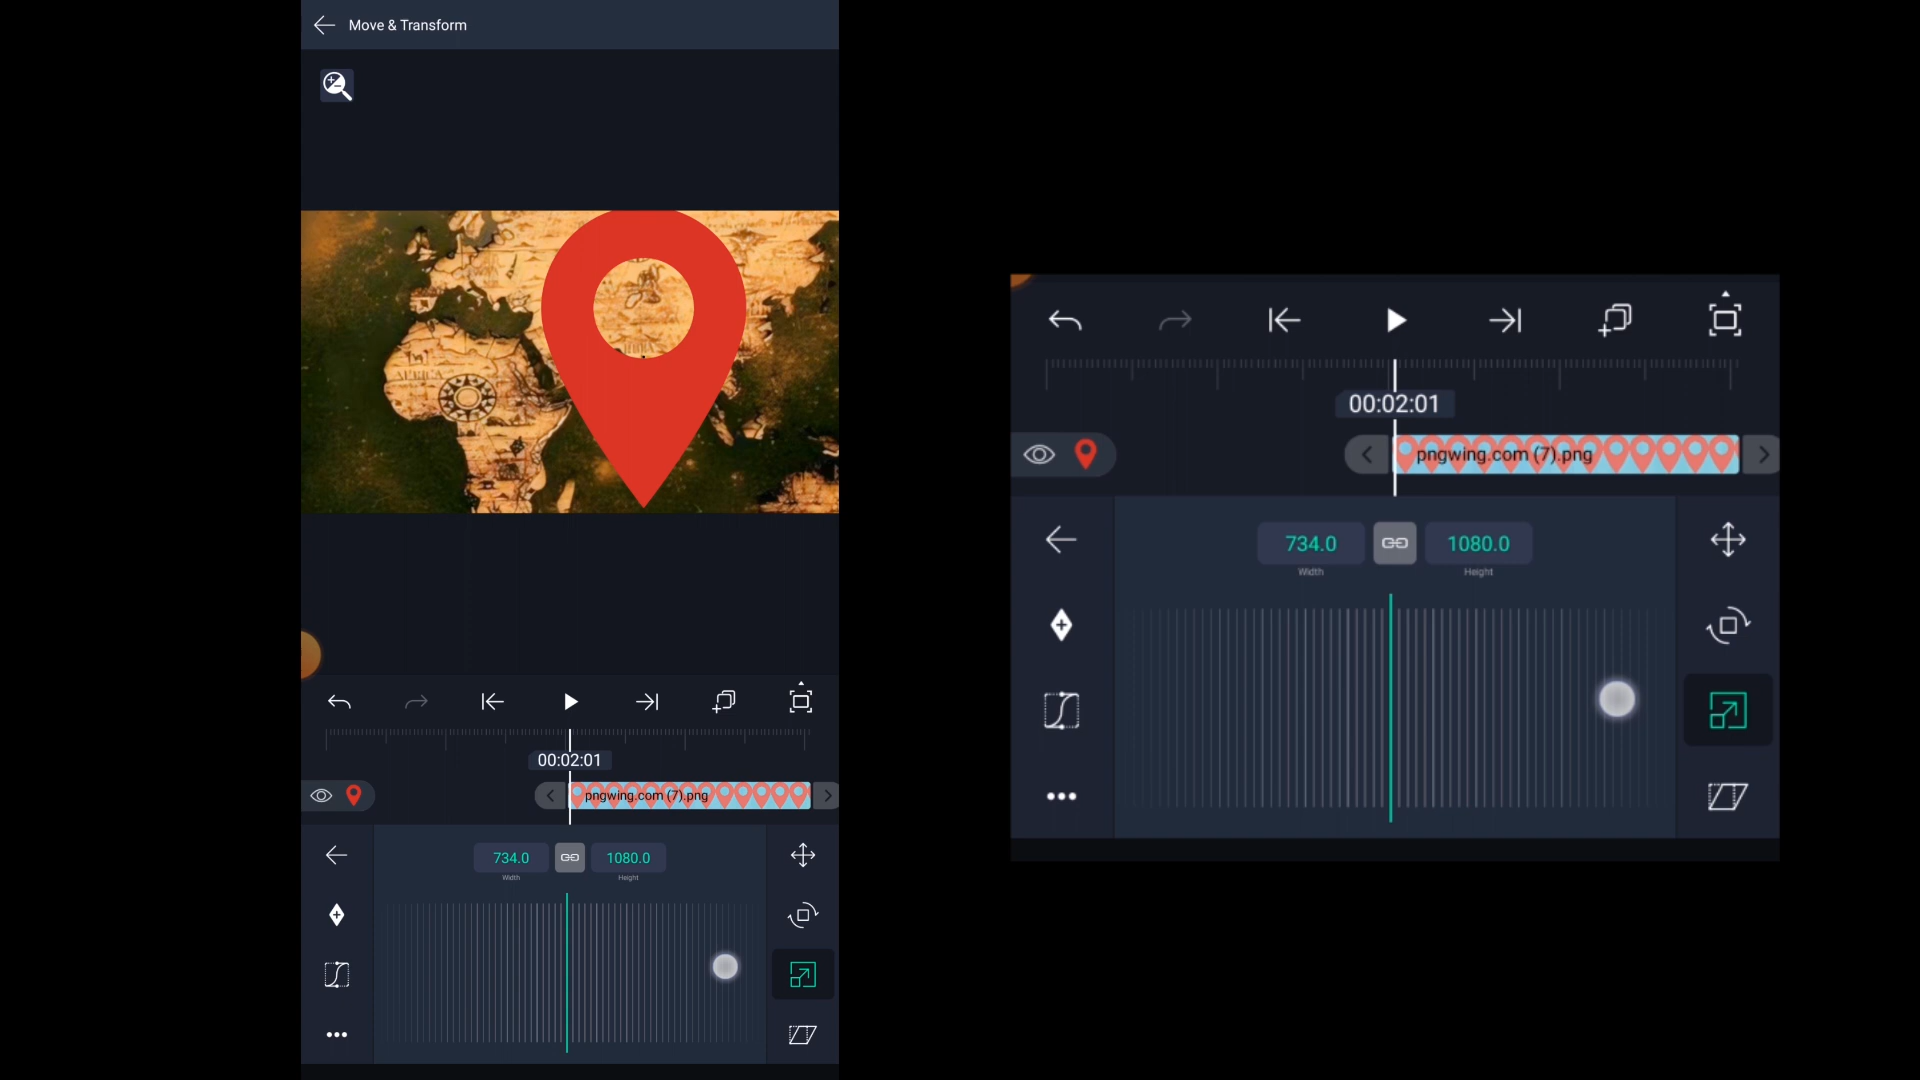 Move & Transform
AFRICA
00:02:01
pngwing.com (7).png
734.0
1080.0
Width
Height
00:02:01
pngwing.com (7).png
734.0
1080.0
Width
Height